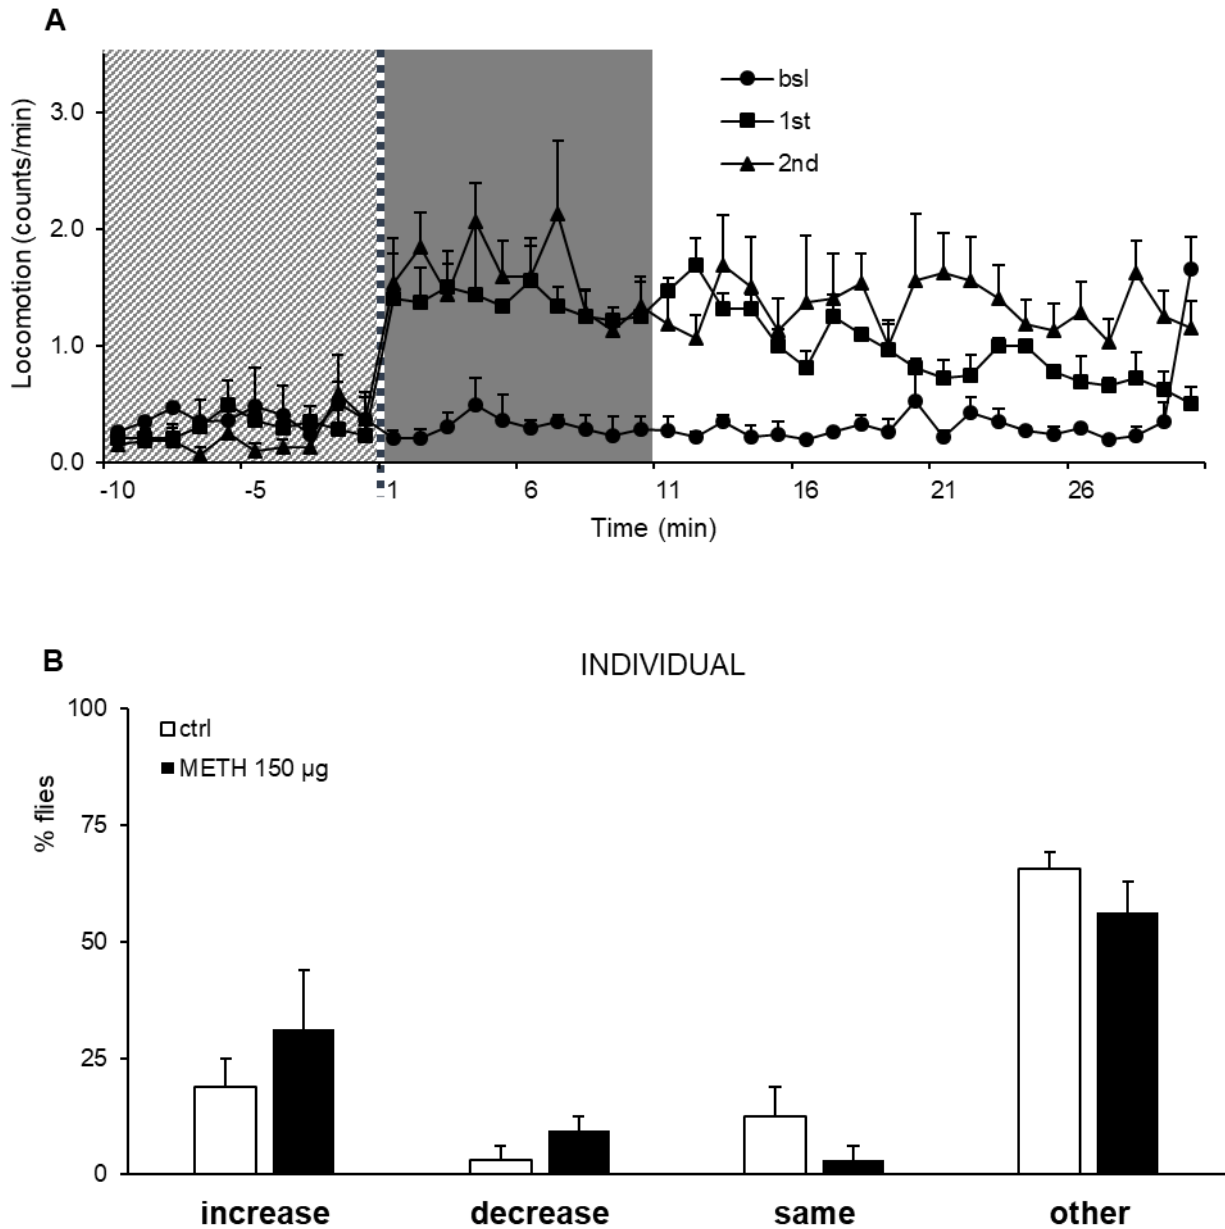 A
Locomotion (counts/min)
3.0
2.0
1.0
0.0
bsl
1st
2nd
-10 -5 1 6 11 16 21 26
Time (min)
B
INDIVIDUAL
% flies
100
75
50
25
0
ctrl
METH 150 µg
increase decrease same other